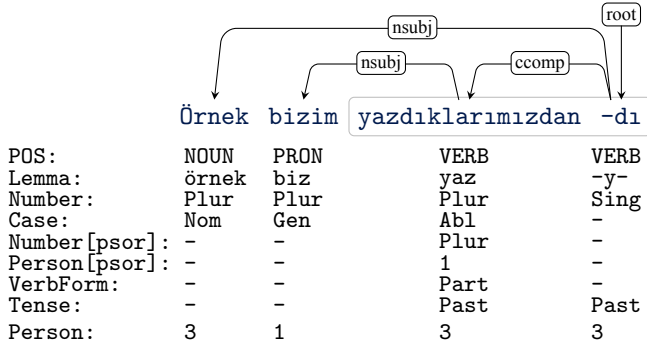 root
nsubj
nsubj ccomp
Örnek bizim yazdıklarımızdan -dı
POS: NOUN PRON VERB VERB
Lemma: örnek biz yaz -y-
Number: Plur Plur Plur Sing
Case: Nom Gen Abl -
Number[psor]: - - Plur -
Person[psor]: - - 1 -
VerbForm: - - Part -
Tense: - - Past Past
Person: 3 1 3 3